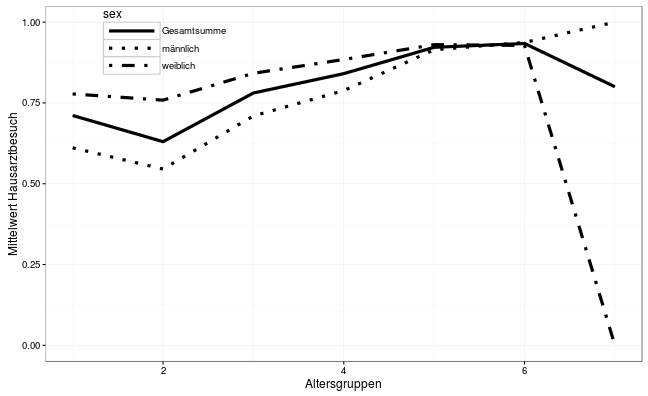 sex
Gesamtsumme
männlich
weiblich
1.00
0.75
0.50
0.25
0.00
Mittelwert Hausarztbesuch
2 4 6
Altersgruppen